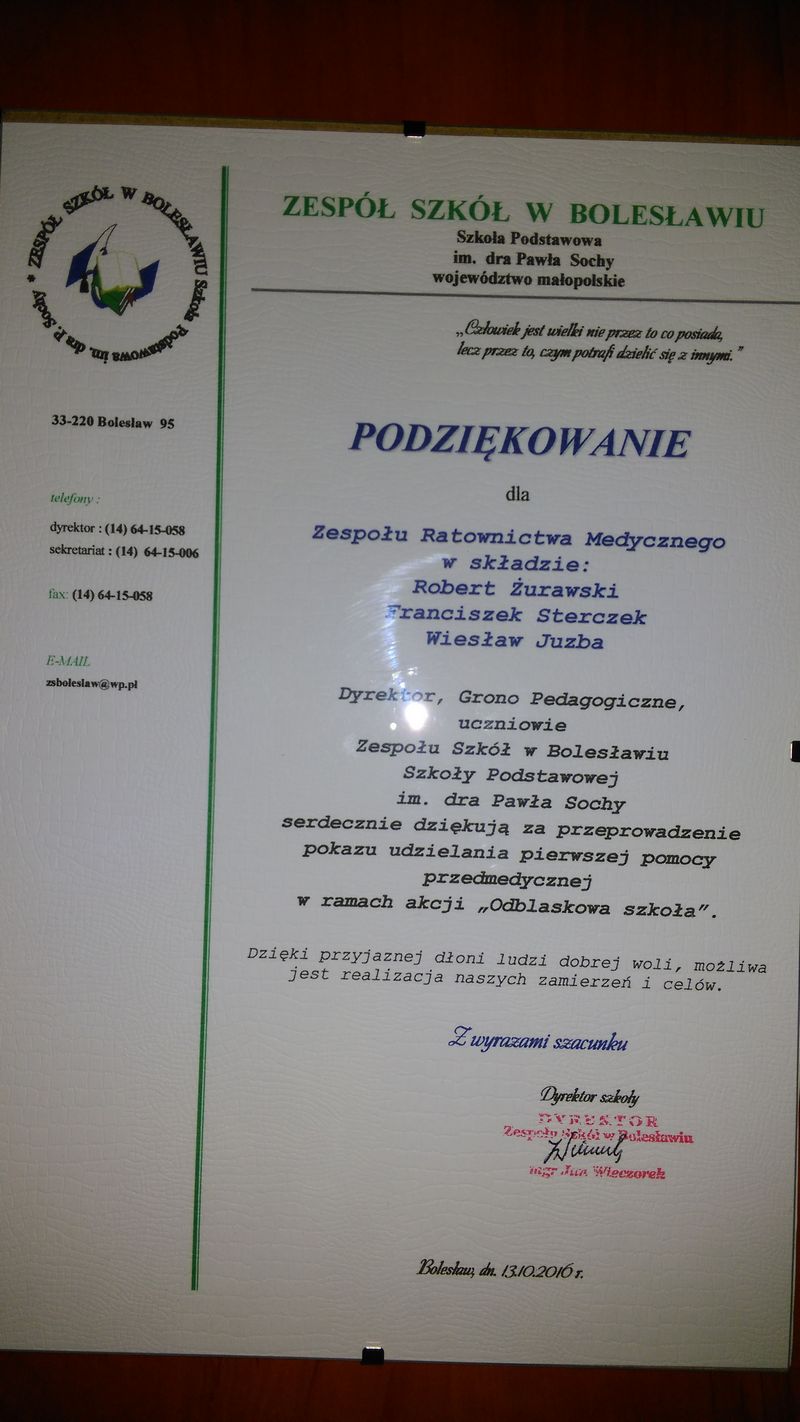 * ZESPÓŁ SZKÓŁ W BOLESŁAWIU Szkoła Podstawowa im. dra P. Sochy
ZESPÓŁ SZKÓŁ W BOLESŁAWIU
Szkoła Podstawowa
im. dra Pawła Sochy
województwo małopolskie
„Człowiek jest wielki nie przez to co posiada,
lecz przez to, czym potrafi dzielić się z innymi."
33-220 Bolesław 95
telefony :
dyrektor : (14) 64-15-058
sekretariat : (14) 64-15-006
fax: (14) 64-15-058
E-MAIL
zsboleslaw@wp.pl
PODZIĘKOWANIE
dla
Zespołu Ratownictwa Medycznego
w składzie:
Robert Żurawski
Franciszek Sterczek
Wiesław Juzba
Dyrektor, Grono Pedagogiczne,
uczniowie
Zespołu Szkół w Bolesławiu
Szkoły Podstawowej
im. dra Pawła Sochy
serdecznie dziękują za przeprowadzenie
pokazu udzielania pierwszej pomocy
przedmedycznej
w ramach akcji „Odblaskowa szkoła".
Dzięki przyjaznej dłoni ludzi dobrej woli, możliwa
jest realizacja naszych zamierzeń i celów.
Z wyrazami szacunku
Dyrektor szkoły
DYREKTOR
Zespołu Szkół w Bolesławiu
mgr Jan Wieczorek
Bolesław, dn. 13.10.2016 r.